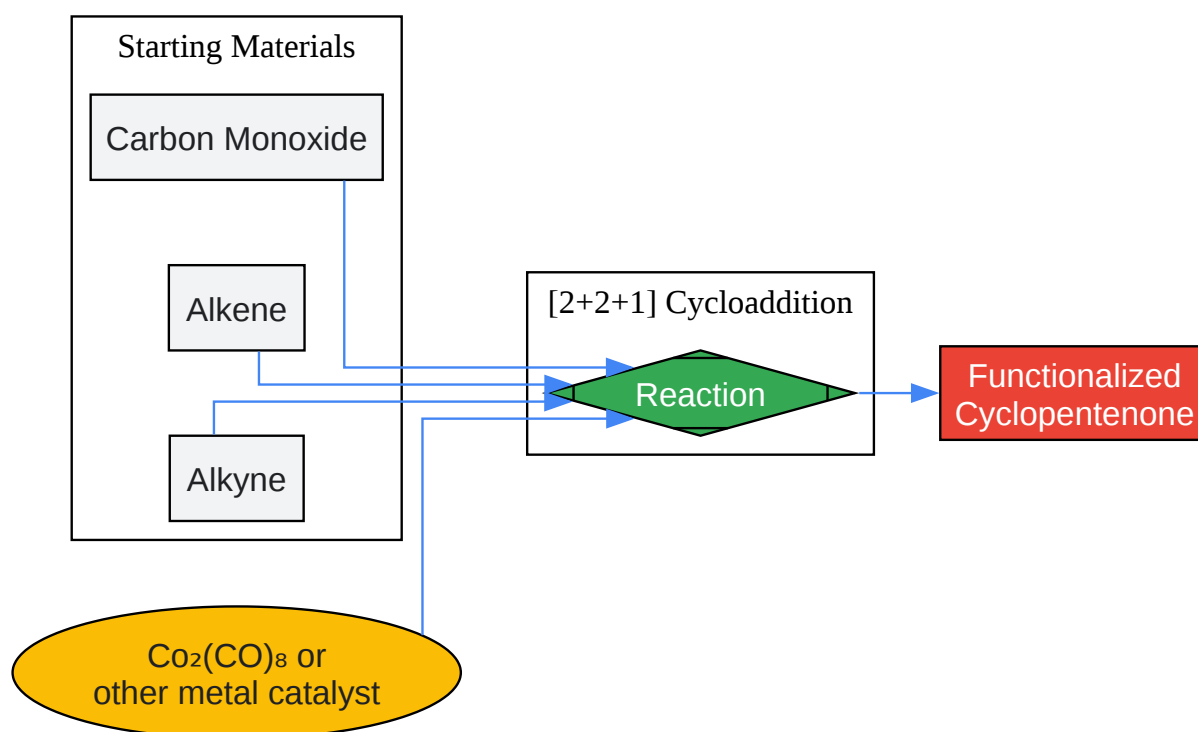 Starting Materials
Carbon Monoxide
Alkene
Alkyne
[2+2+1] Cycloaddition
Reaction
Functionalized
Cyclopentenone
Co₂(CO)₈ or
other metal catalyst